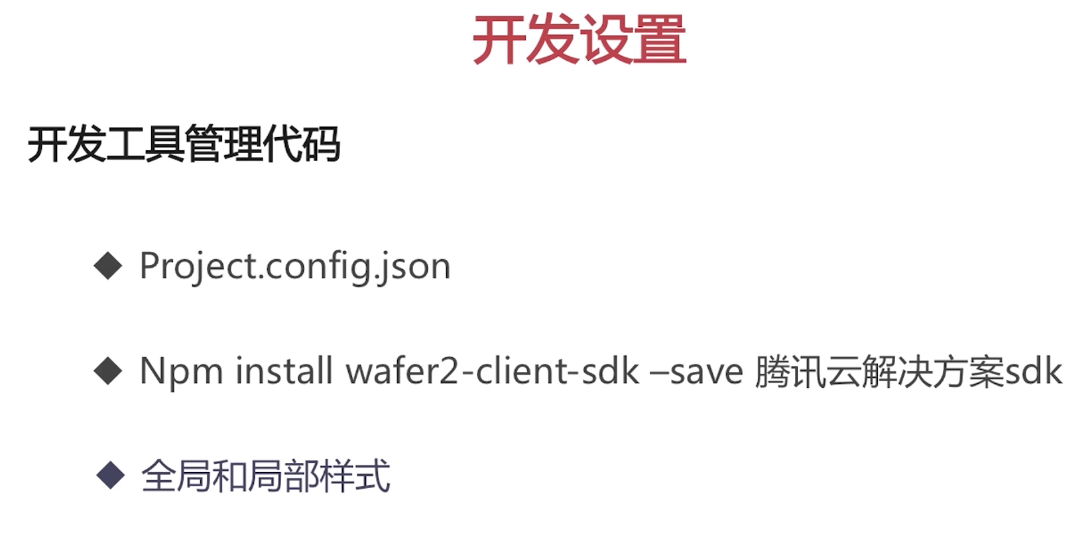 开发设置
开发工具管理代码
◆ Project.config.json
◆ Npm install wafer2-client-sdk –save 腾讯云解决方案sdk
◆ 全局和局部样式